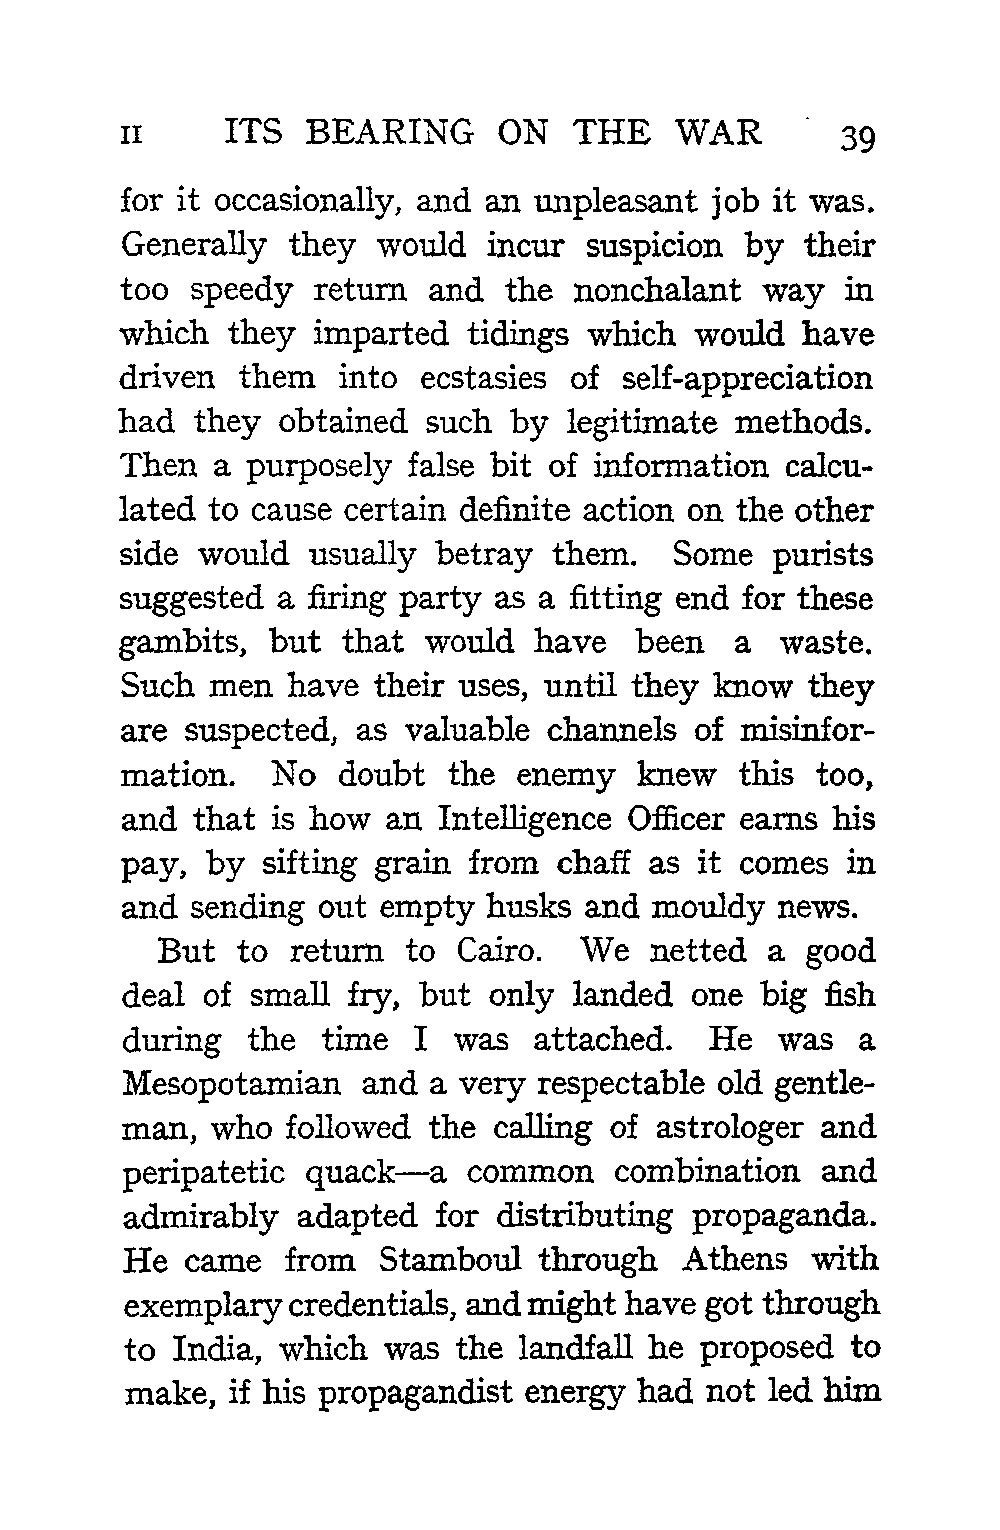 II ITS BEARING ON THE WAR 39
for it occasionally, and an unpleasant job it was.
Generally they would incur suspicion by their
too speedy return and the nonchalant way in
which they imparted tidings which would have
driven them into ecstasies of self-appreciation
had they obtained such by legitimate methods.
Then a purposely false bit of information calcu-
lated to cause certain definite action on the other
side would usually betray them. Some purists
suggested a firing party as a fitting end for these
gambits, but that would have been a waste.
Such men have their uses, until they know they
are suspected, as valuable channels of misinfor-
mation. No doubt the enemy knew this too,
and that is how an Intelligence Officer earns his
pay, by sifting grain from chaff as it comes in
and sending out empty husks and mouldy news.
But to return to Cairo. We netted a good
deal of small fry, but only landed one big fish
during the time I was attached. He was a
Mesopotamian and a very respectable old gentle-
man, who followed the calling of astrologer and
peripatetic quack—a common combination and
admirably adapted for distributing propaganda.
He came from Stamboul through Athens with
exemplary credentials, and might have got through
to India, which was the landfall he proposed to
make, if his propagandist energy had not led him